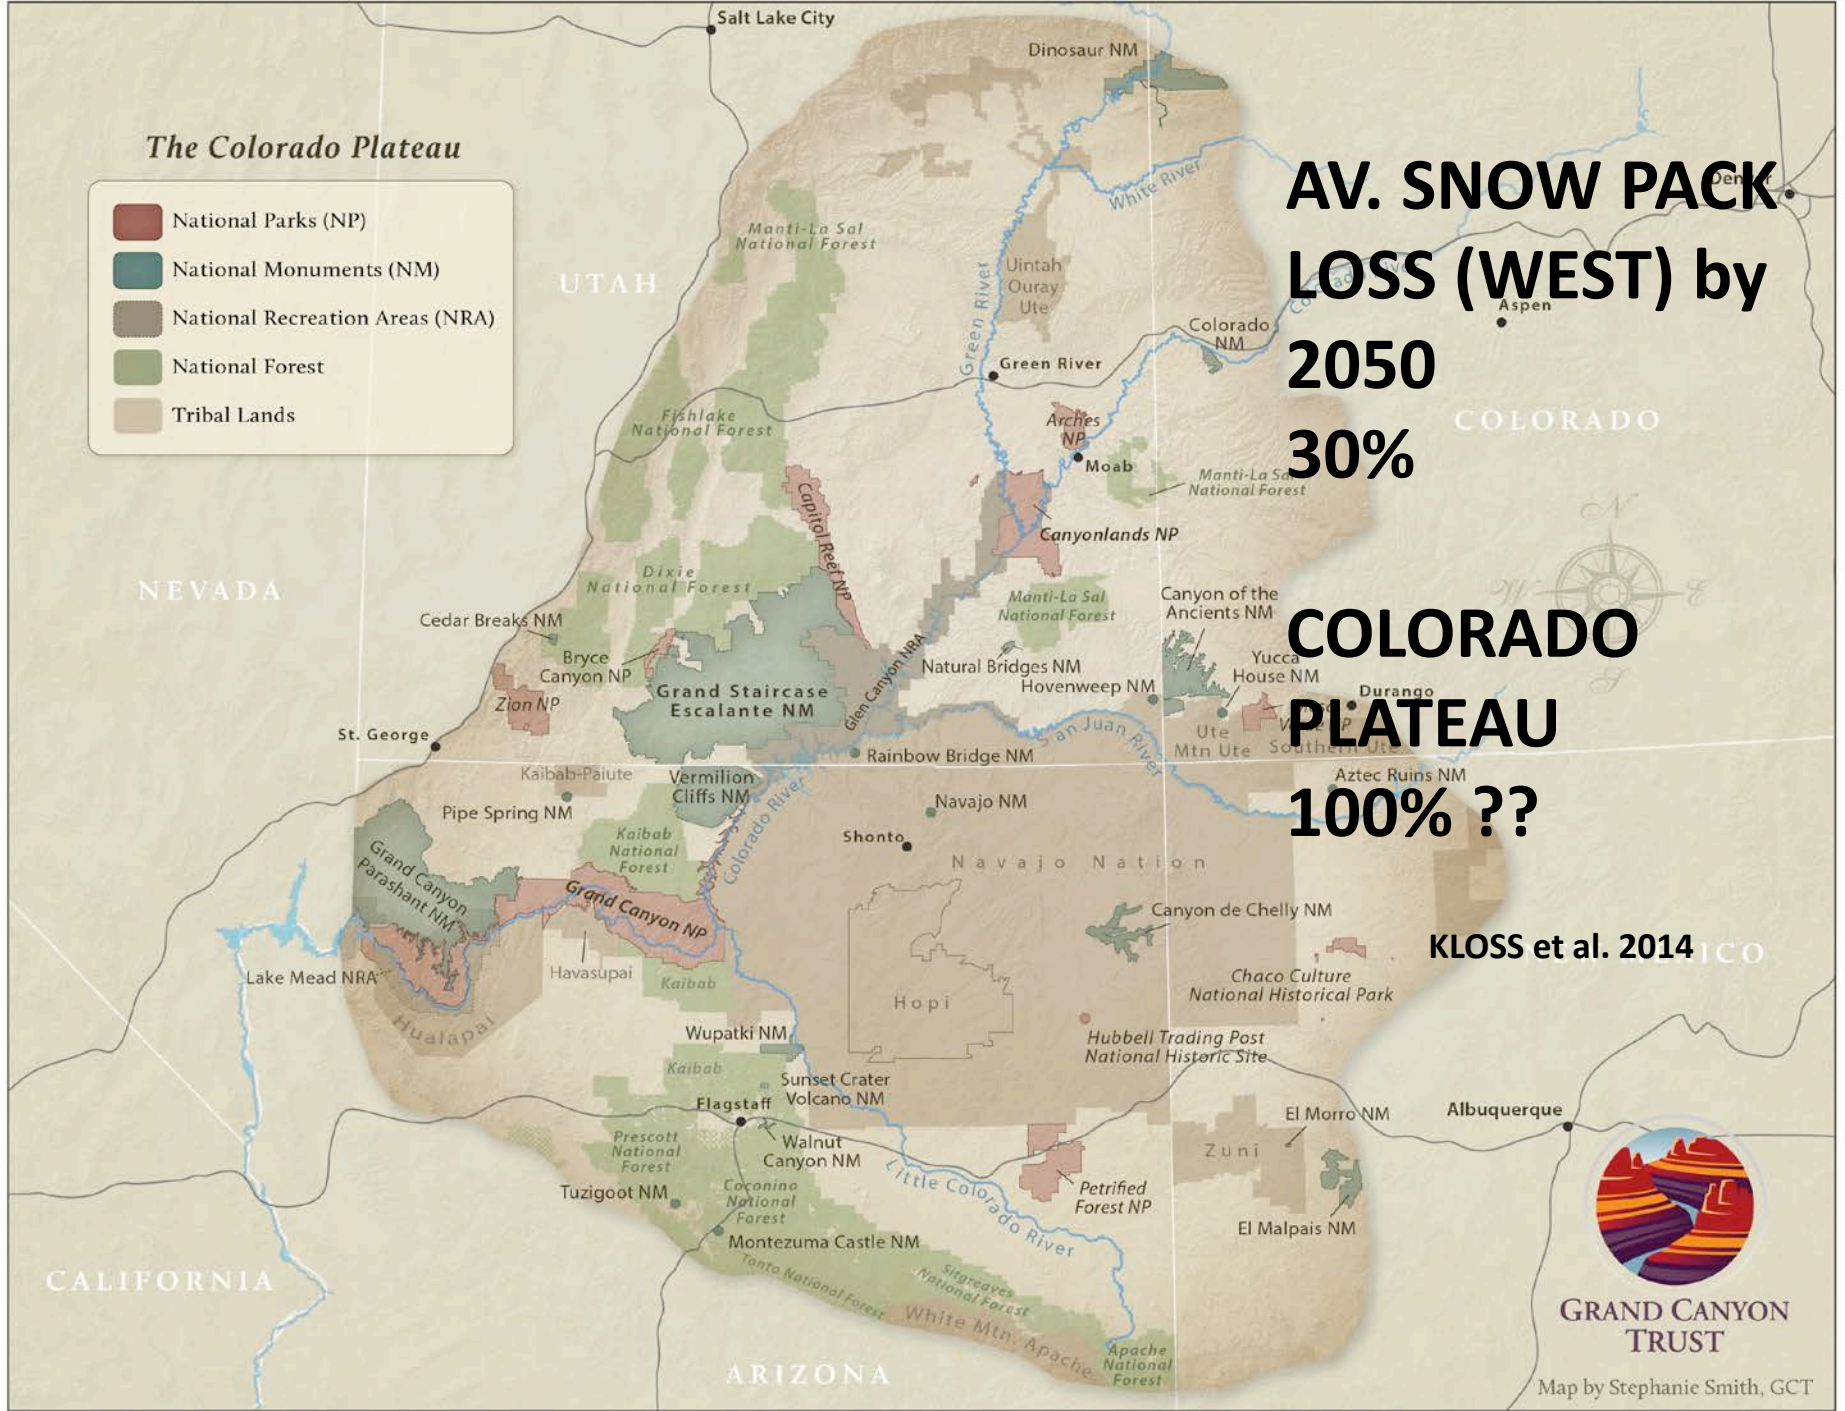 Salt Lake City
Dinosaur NM
The Colorado Plateau
National Parks (NP)
National Monuments (NM)
National Recreation Areas (NRA)
National Forest
Tribal Lands
UTAH
Manti-La Sal
National Forest
White River
AV. SNOW PACK
LOSS (WEST) by
2050
30%
Uintah
Ouray
Ute
Green River
Colorado
NM
Aspen
Green River
COLORADO
Fishlake
National Forest
Arches
NP
Moab
Manti-La Sal
National Forest
Capitol Reef NP
Canyonlands NP
N
W
E
S
NEVADA
Dixie
National Forest
Manti-La Sal
National Forest
Canyon of the
Ancients NM
Cedar Breaks NM
COLORADO
PLATEAU
100% ??
Bryce
Canyon NP
Natural Bridges NM
Hovenweep NM
Yucca
House NM
Zion NP
Grand Staircase
Escalante NM
Glen Canyon NRA
Durango
St. George
San Juan River
Ute
Mtn Ute
Southern Ute
Rainbow Bridge NM
Kaibab-Paiute
Vermilion
Cliffs NM
Aztec Ruins NM
Pipe Spring NM
Colorado River
Navajo NM
Kaibab
National
Forest
Shonto
Navajo Nation
Grand Canyon
Parashant NM
Grand Canyon NP
Canyon de Chelly NM
KLOSS et al. 2014
Lake Mead NRA
Havasupai
Kaibab
Chaco Culture
National Historical Park
Hopi
Hualapai
Wupatki NM
Hubbell Trading Post
National Historic Site
Kaibab
Sunset Crater
Volcano NM
Flagstaff
El Morro NM
Albuquerque
Prescott
National
Forest
Walnut
Canyon NM
Zuni
Little Colorado River
Tuzigoot NM
Coconino
National
Forest
Petrified
Forest NP
El Malpais NM
Montezuma Castle NM
Tonto National Forest
Sitgreaves
National Forest
CALIFORNIA
White Mtn. Apache
Apache
National
Forest
ARIZONA
GRAND CANYON
TRUST
Map by Stephanie Smith, GCT